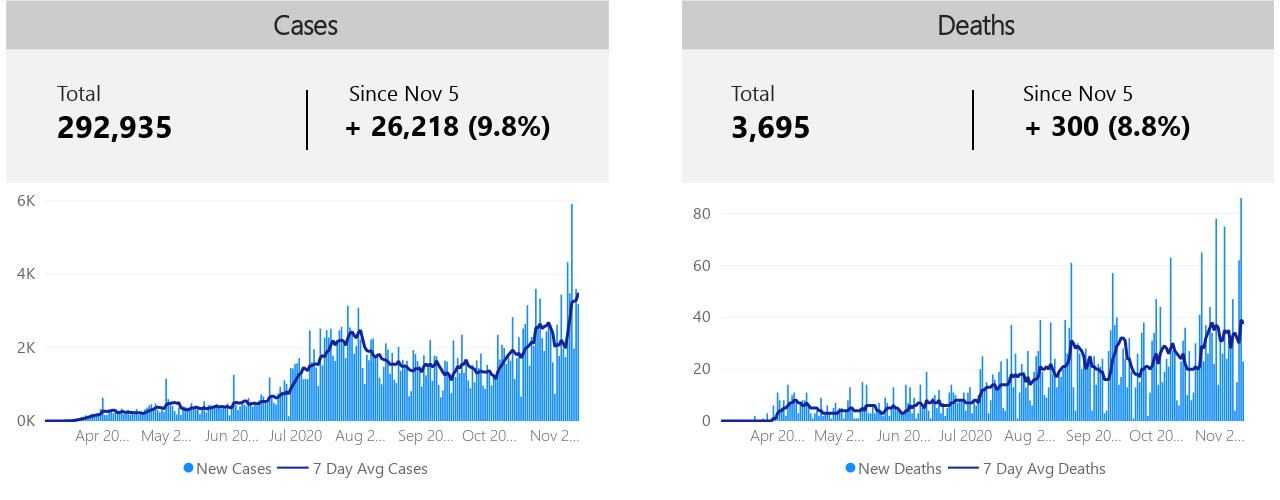 Cases
Total
292,935
Since Nov 5
+ 26,218 (9.8%)
6K
4K
2K
0K
Apr 20... May 2... Jun 20... Jul 2020 Aug 2... Sep 20... Oct 20... Nov 2...
New Cases 7 Day Avg Cases
Deaths
Total
3,695
Since Nov 5
+ 300 (8.8%)
80
60
40
20
0
Apr 20... May 2... Jun 20... Jul 2020 Aug 2... Sep 20... Oct 20... Nov 2...
New Deaths 7 Day Avg Deaths